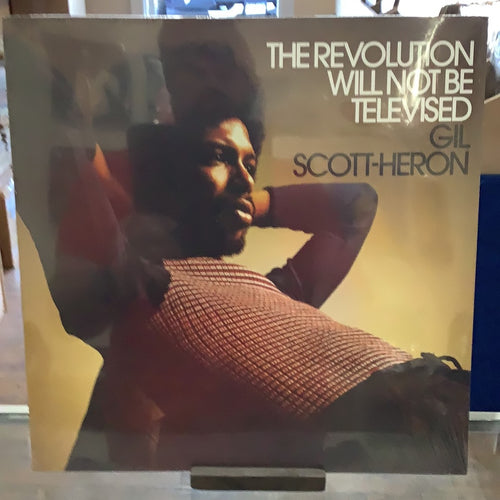 THE REVOLUTION
WILL NOT BE
TELEVISED
GIL
SCOTT-HERON